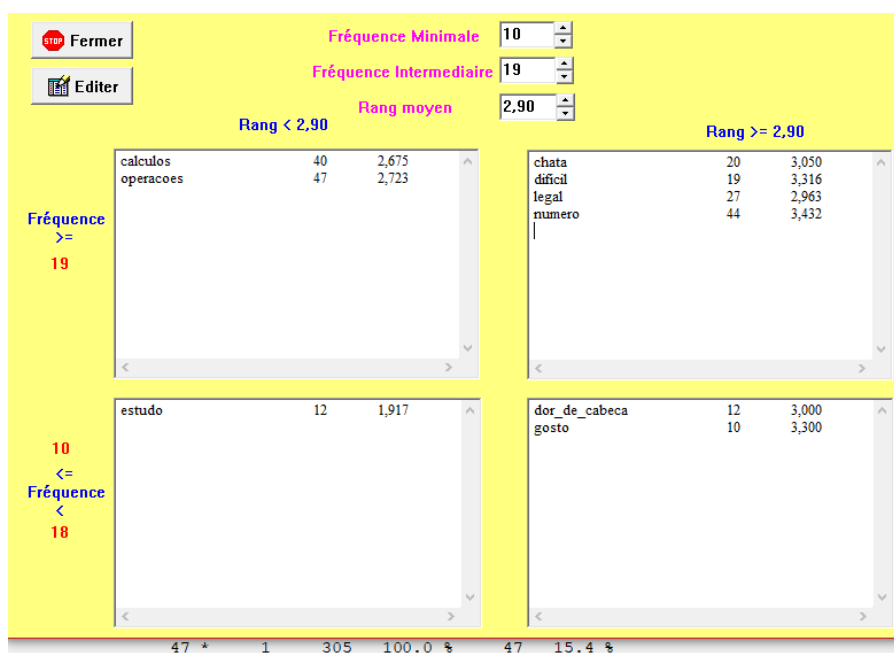 STOP Fermer
Fréquence Minimale 10
Editer
Fréquence Intermediaire 19
Rang moyen 2,90
Rang < 2,90
Rang >= 2,90
Fréquence
>=
19
calculos 40 2,675
operacoes 47 2,723
chata 20 3,050
difícil 19 3,316
legal 27 2,963
numero 44 3,432
10
<=
Fréquence
<
18
estudo 12 1,917
dor_de_cabeca 12 3,000
gosto 10 3,300
47 * 1 305 100.0 % 47 15.4 %